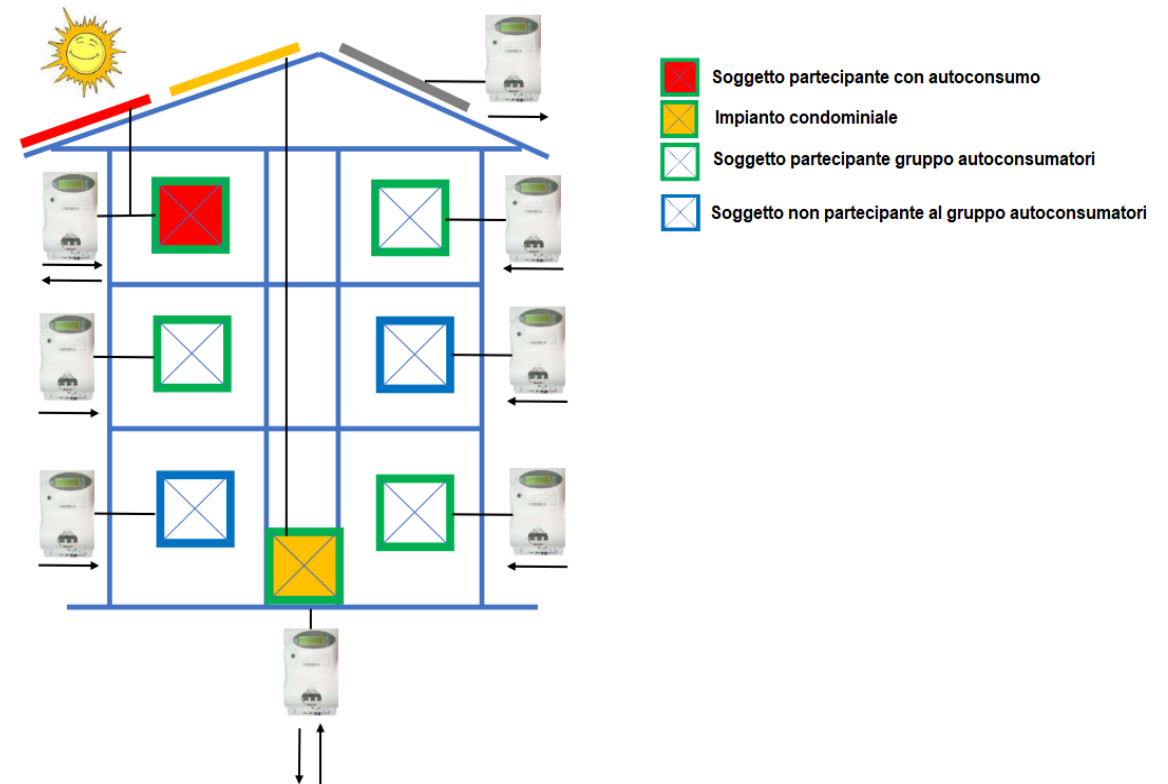 Soggetto partecipante con autoconsumo
Impianto condominiale
Soggetto partecipante gruppo autoconsumatori
Soggetto non partecipante al gruppo autoconsumatori